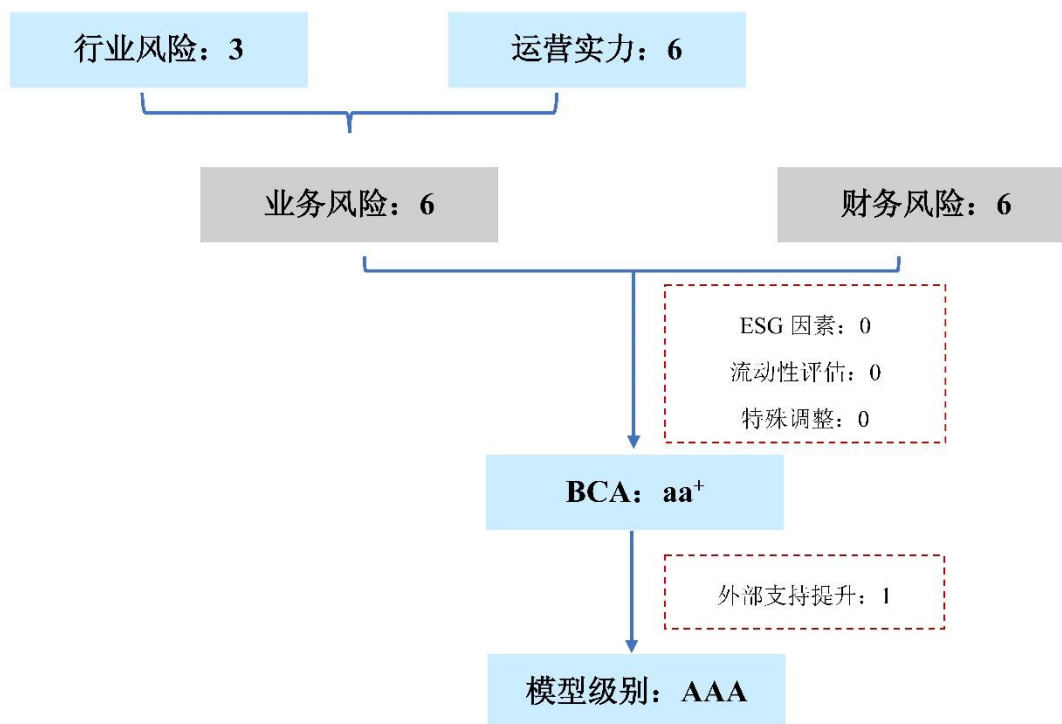 行业风险：3
运营实力：6
业务风险：6
财务风险：6
ESG 因素：0
流动性评估：0
特殊调整：0
BCA：aa⁺
外部支持提升：1
模型级别：AAA